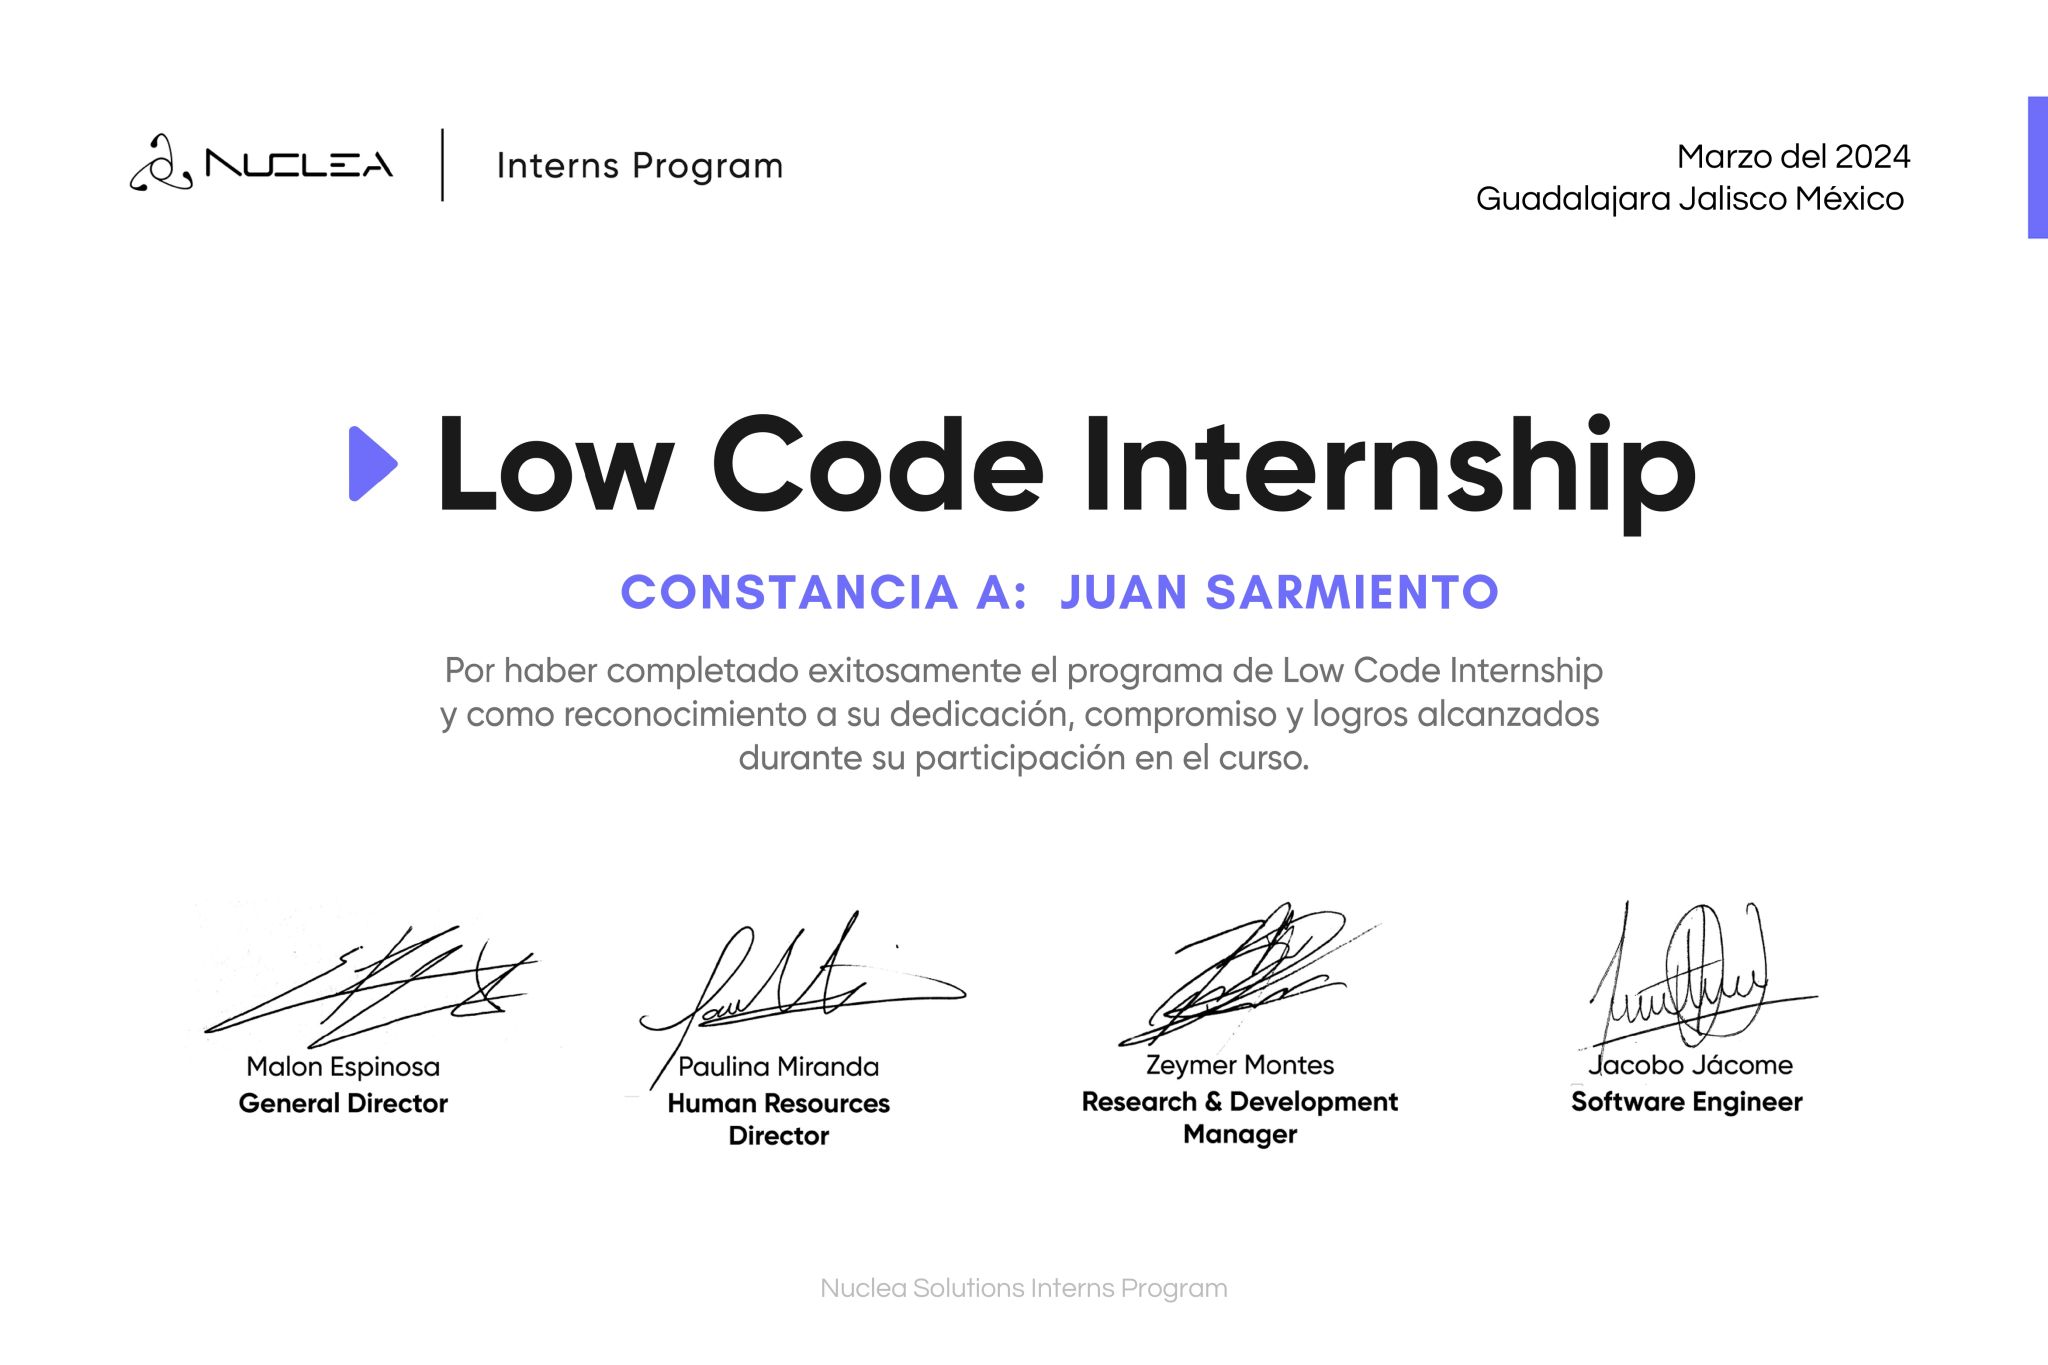 NUCLEA
Interns Program
Marzo del 2024
Guadalajara Jalisco México
Low Code Internship
CONSTANCIA A: JUAN SARMIENTO
Por haber completado exitosamente el programa de Low Code Internship
y como reconocimiento a su dedicación, compromiso y logros alcanzados
durante su participación en el curso.
Malon Espinosa
General Director
Paulina Miranda
Human Resources
Director
Zeymer Montes
Research & Development
Manager
Jacobo Jácome
Software Engineer
Nuclea Solutions Interns Program